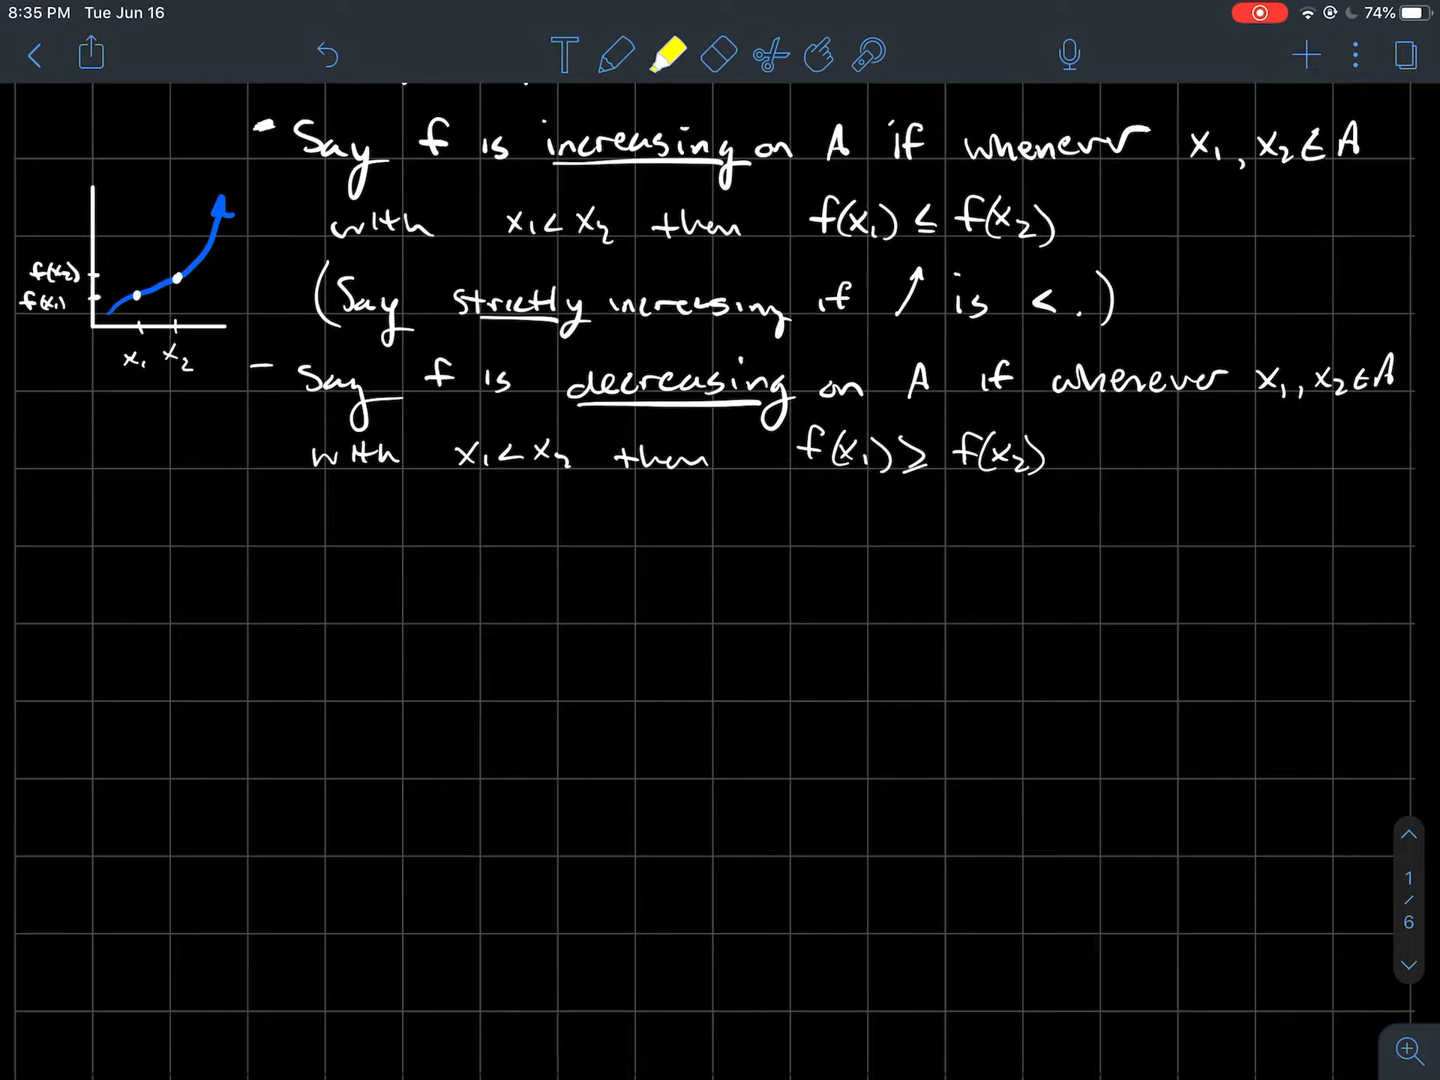 8:35 PM Tue Jun 16 74%
• Say f is increasing on A if whenever x₁, x₂ ∈ A
with x₁ < x₂ then f(x₁) ≤ f(x₂)
(Say strictly increasing if ↑ is < .)
f(x₂)
f(x₁)
x₁ x₂
- Say f is decreasing on A if whenever x₁, x₂ ∈ A
with x₁ < x₂ then f(x₁) ≥ f(x₂)
1
/
6